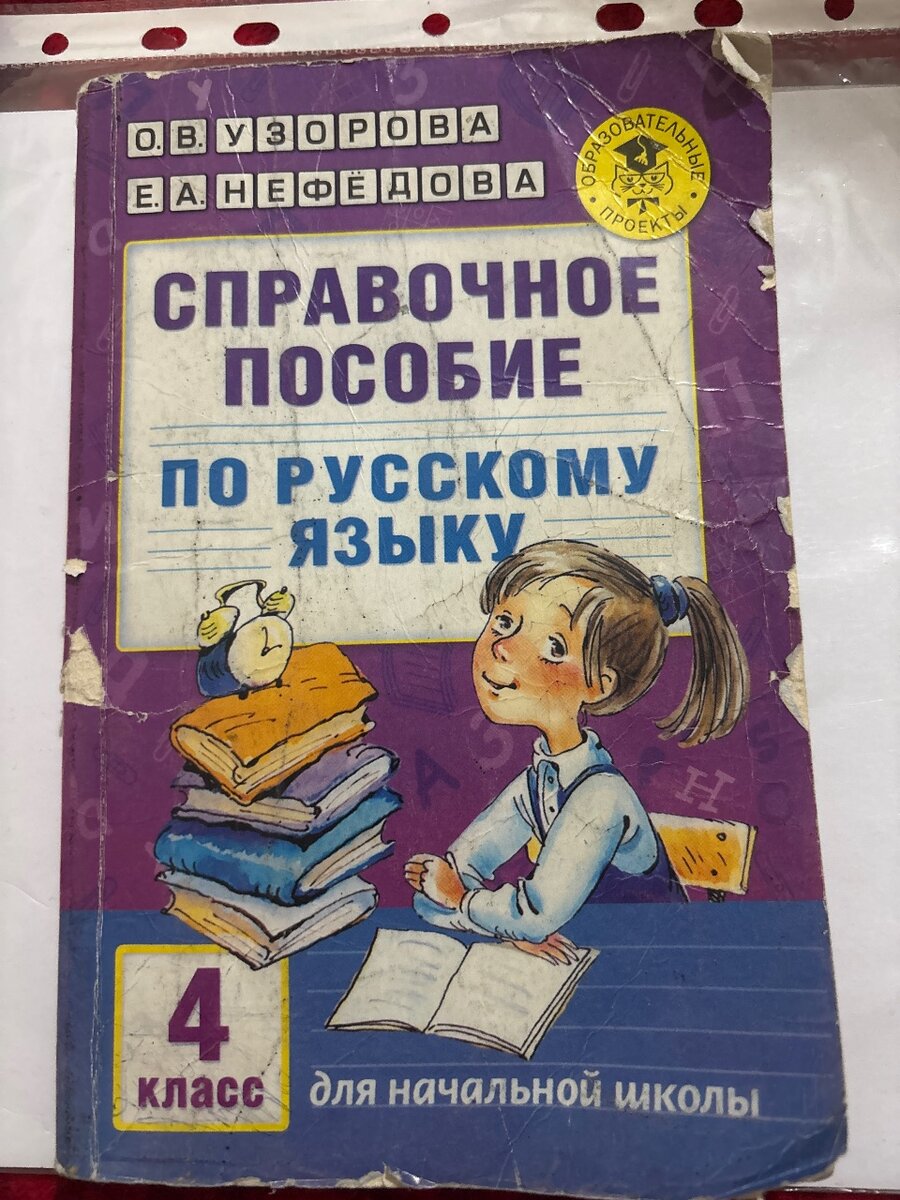 О.В. УЗОРОВА
Е.А. НЕФЁДОВА
ОБРАЗОВАТЕЛЬНЫЕ
ПРОЕКТЫ
СПРАВОЧНОЕ
ПОСОБИЕ
ПО РУССКОМУ
ЯЗЫКУ
4
КЛАСС
для начальной школы